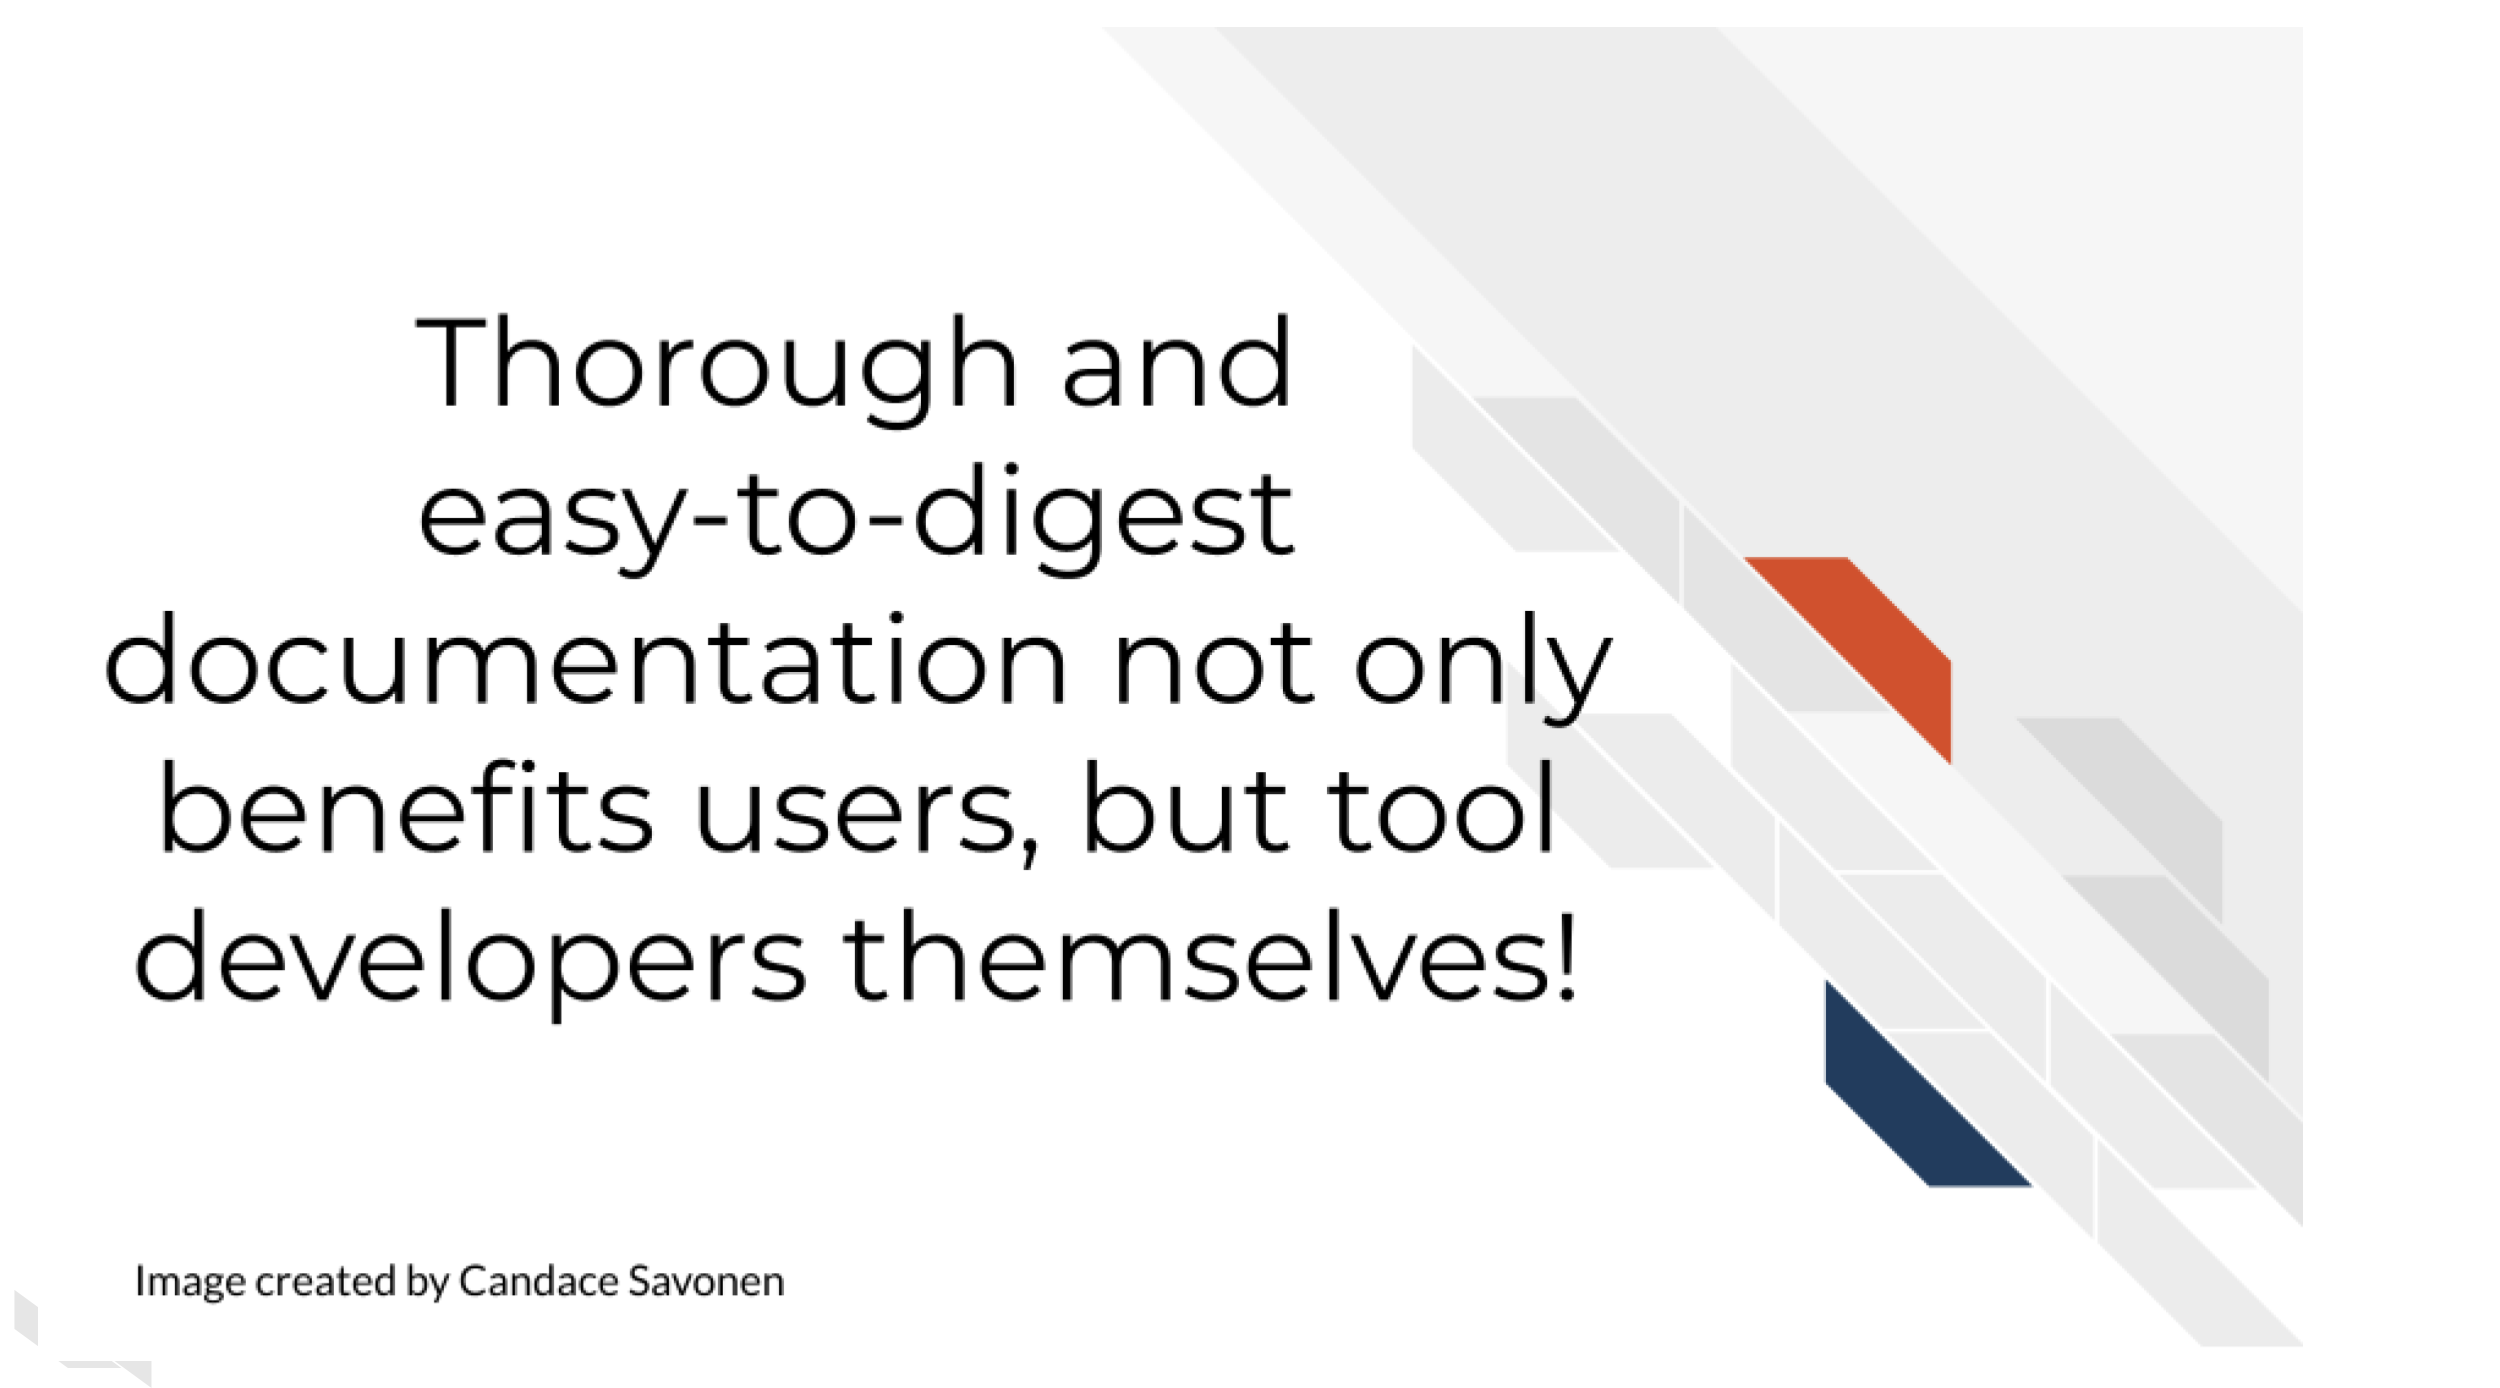 Thorough and
easy-to-digest
documentation not only
benefits users, but tool
developers themselves!
Image created by Candace Savonen